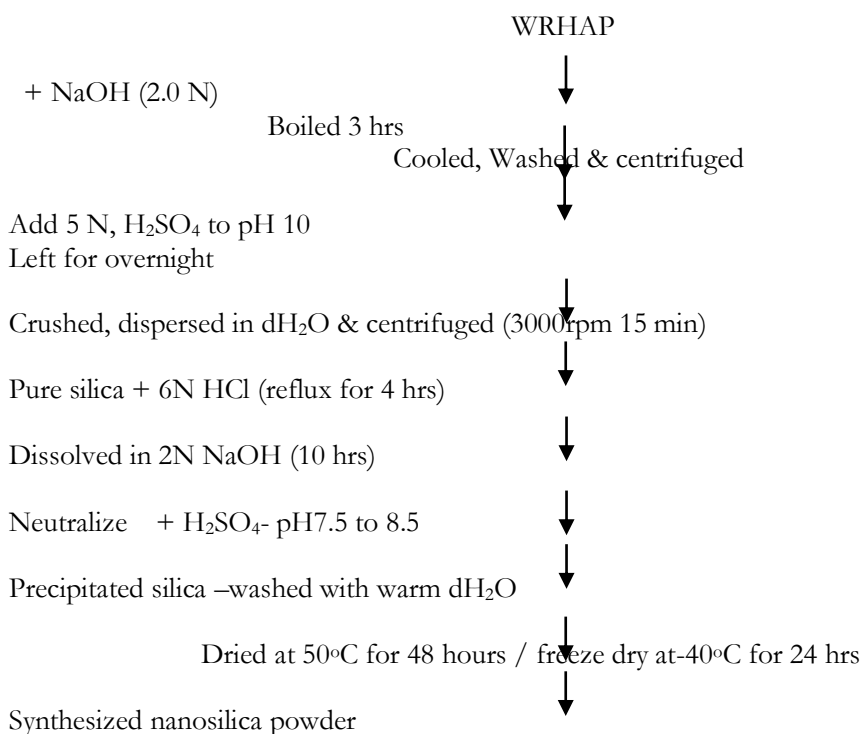 WRHAP
+ NaOH (2.0 N)
Boiled 3 hrs
Cooled, Washed & centrifuged
Add 5 N, H₂SO₄ to pH 10
Left for overnight
Crushed, dispersed in dH₂O & centrifuged (3000rpm 15 min)
Pure silica + 6N HCl (reflux for 4 hrs)
Dissolved in 2N NaOH (10 hrs)
Neutralize + H₂SO₄- pH7.5 to 8.5
Precipitated silica –washed with warm dH₂O
Dried at 50°C for 48 hours / freeze dry at-40°C for 24 hrs
Synthesized nanosilica powder